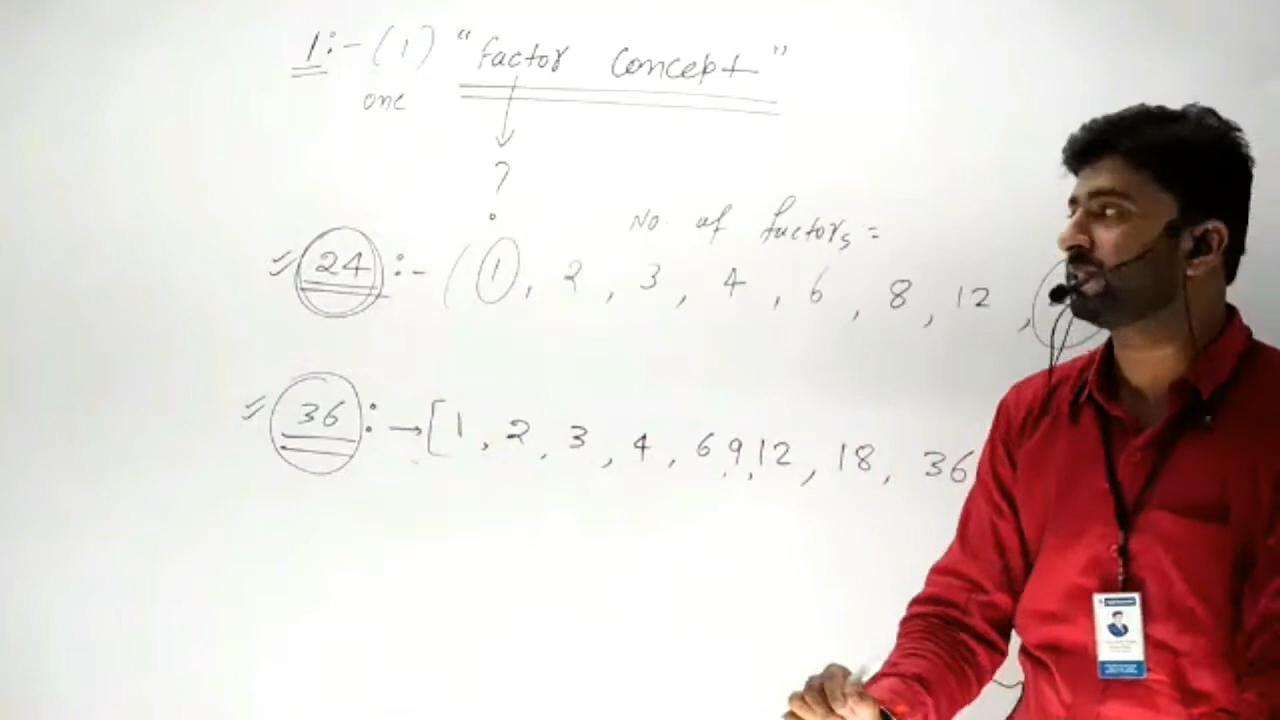 1:- (1) "factor concept"
one
?
No. of factors =
24 :- ( 1, 2, 3, 4, 6, 8, 12,
36 : → [1, 2, 3, 4, 6 9, 12, 18, 36